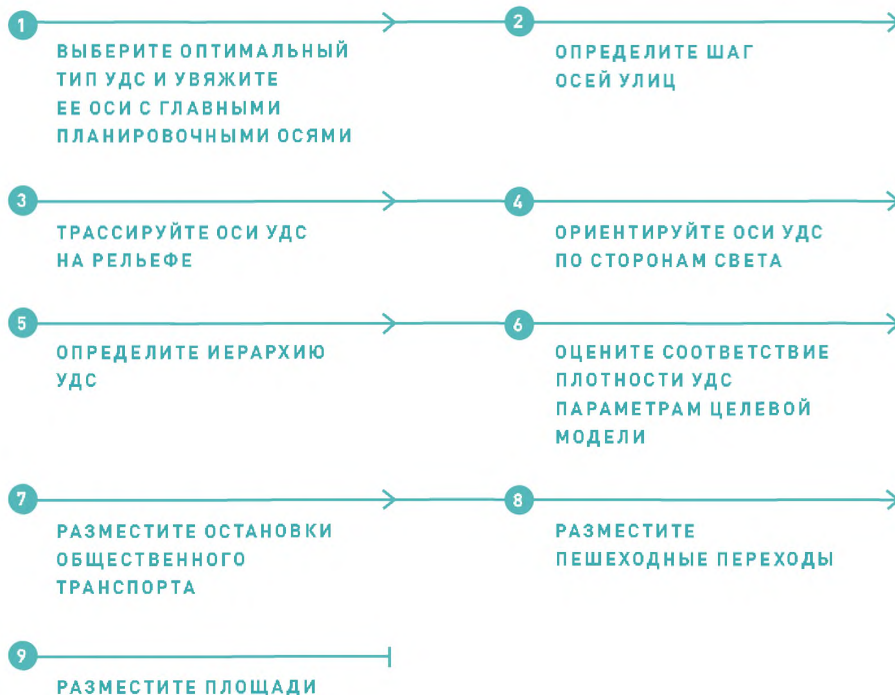 1
ВЫБЕРИТЕ ОПТИМАЛЬНЫЙ
ТИП УДС И УВЯЖИТЕ
ЕЕ ОСИ С ГЛАВНЫМИ
ПЛАНИРОВОЧНЫМИ ОСЯМИ
2
ОПРЕДЕЛИТЕ ШАГ
ОСЕЙ УЛИЦ
3
ТРАССИРУЙТЕ ОСИ УДС
НА РЕЛЬЕФЕ
4
ОРИЕНТИРУЙТЕ ОСИ УДС
ПО СТОРОНАМ СВЕТА
5
ОПРЕДЕЛИТЕ ИЕРАРХИЮ
УДС
6
ОЦЕНИТЕ СООТВЕТСТВИЕ
ПЛОТНОСТИ УДС
ПАРАМЕТРАМ ЦЕЛЕВОЙ
МОДЕЛИ
7
РАЗМЕСТИТЕ ОСТАНОВКИ
ОБЩЕСТВЕННОГО
ТРАНСПОРТА
8
РАЗМЕСТИТЕ
ПЕШЕХОДНЫЕ ПЕРЕХОДЫ
9
РАЗМЕСТИТЕ ПЛОЩАДИ